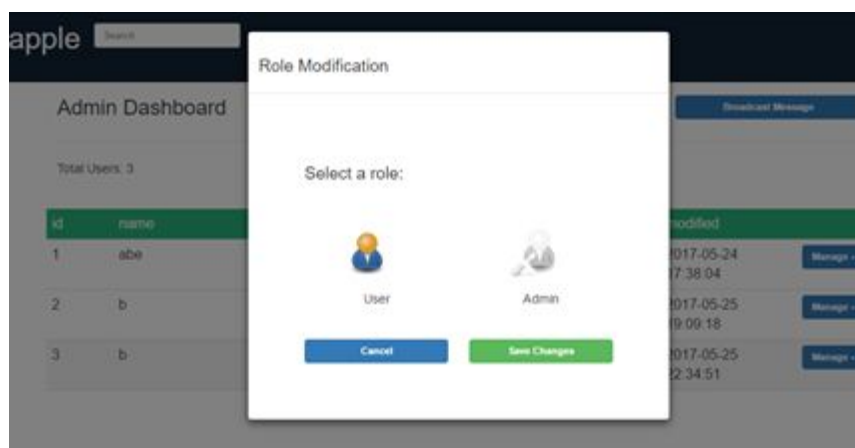 apple Search
Role Modification
Admin Dashboard
Broadcast Message
Total Users: 3
Select a role:
id name modified
1 abe 2017-05-24 Manage
17:38:04
User Admin
2 b 2017-05-25 Manage
19:09:18
Cancel Save Changes
3 b 2017-05-25 Manage
22:34:51